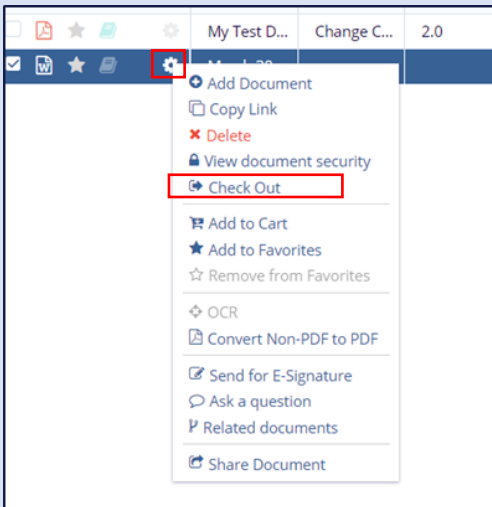 My Test D... Change C... 2.0
Add Document
Copy Link
Delete
View document security
Check Out
Add to Cart
Add to Favorites
Remove from Favorites
OCR
Convert Non-PDF to PDF
Send for E-Signature
Ask a question
Related documents
Share Document